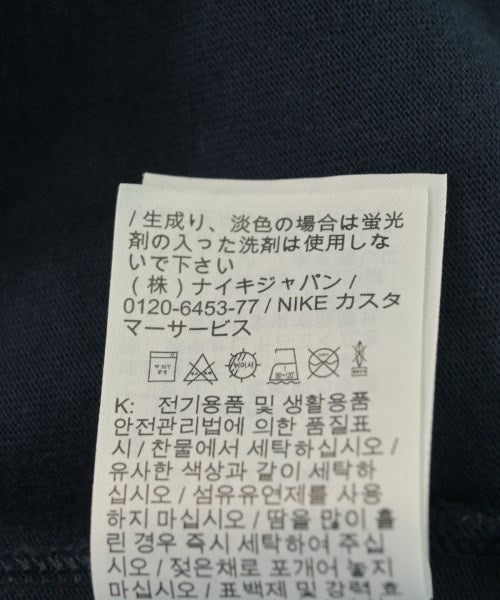 / 生成り、淡色の場合は蛍光
剤の入った洗剤は使用しな
いで下さい
(株) ナイキジャパン /
0120-6453-77 / NIKE カスタ
マーサービス
뉘어서
80~120
K: 전기용품 및 생활용품
안전관리법에 의한 품질표
시 / 찬물에서 세탁하십시오 /
유사한 색상과 같이 세탁하
십시오 / 섬유유연제를 사용
하지 마십시오 / 땀을 많이 흘
린 경우 즉시 세탁하여 주십
시오 / 젖은채로 포개어 놓지
마십시오 / 표백제 및 강력 효